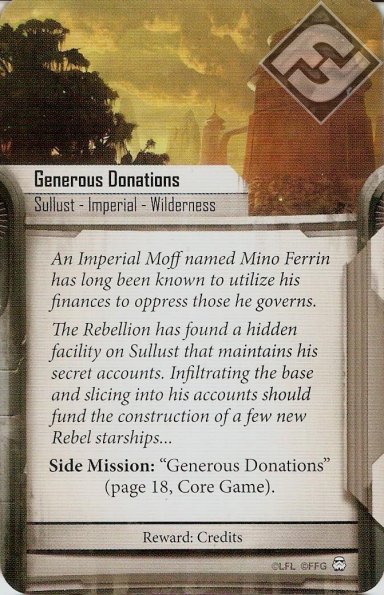 Generous Donations
Sullust - Imperial - Wilderness
An Imperial Moff named Mino Ferrin
has long been known to utilize his
finances to oppress those he governs.
The Rebellion has found a hidden
facility on Sullust that maintains his
secret accounts. Infiltrating the base
and slicing into his accounts should
fund the construction of a few new
Rebel starships...
Side Mission: “Generous Donations”
(page 18, Core Game).
Reward: Credits
©LFL ©FFG